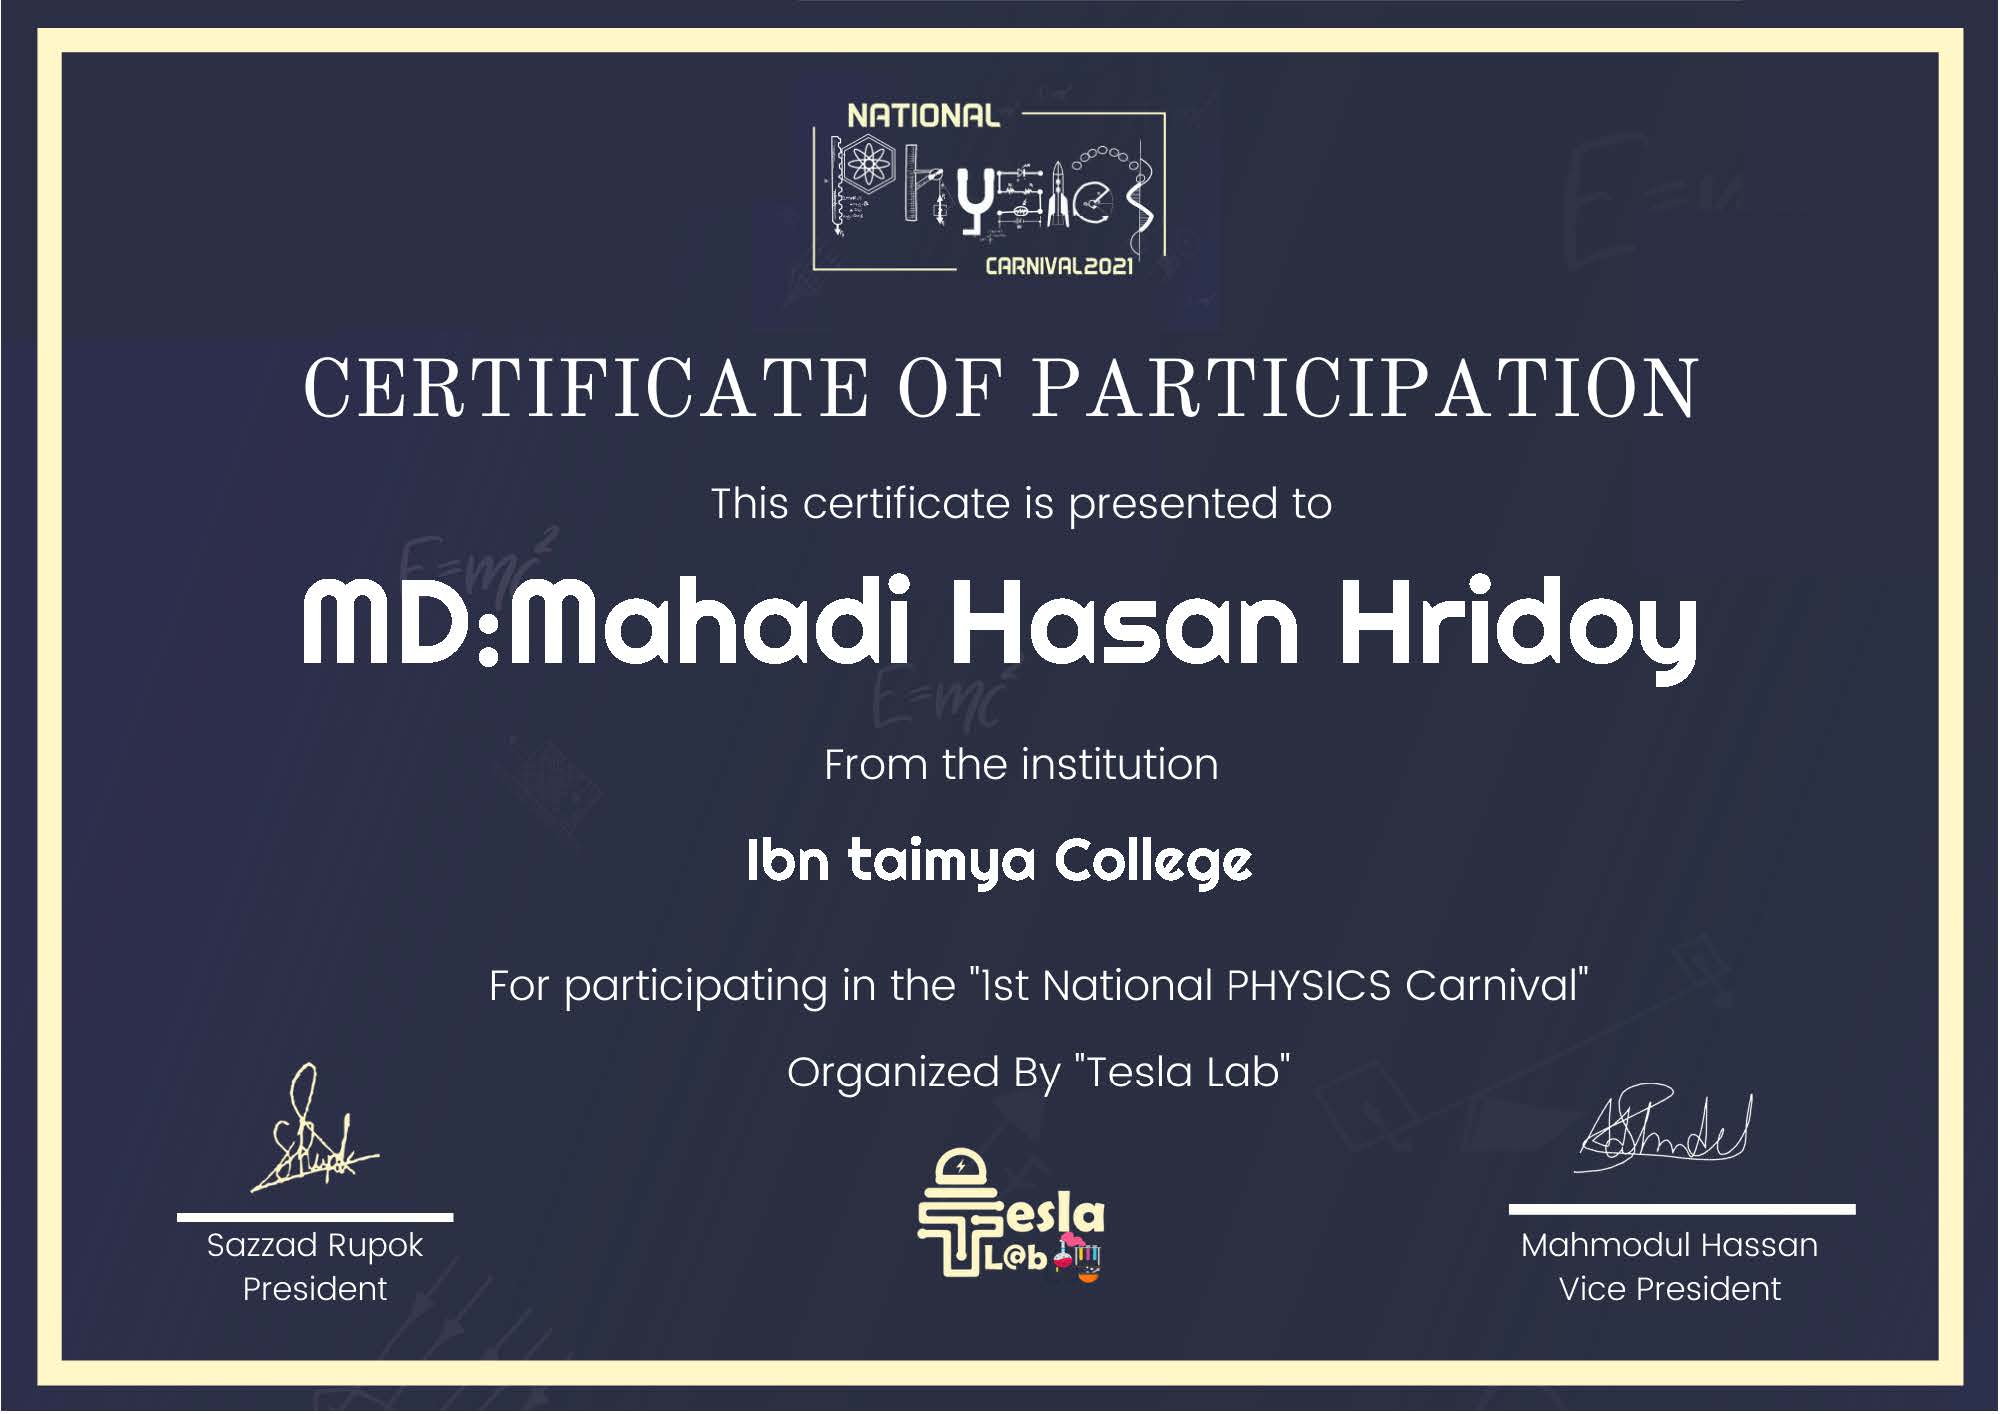 NATIONAL
Physics
CARNIVAL2021
CERTIFICATE OF PARTICIPATION
This certificate is presented to
MD:Mahadi Hasan Hridoy
From the institution
Ibn taimya College
For participating in the "1st National PHYSICS Carnival"
Organized By "Tesla Lab"
Tesla
L@b
Sazzad Rupok
President
Mahmodul Hassan
Vice President
E=mc²
E=mc²